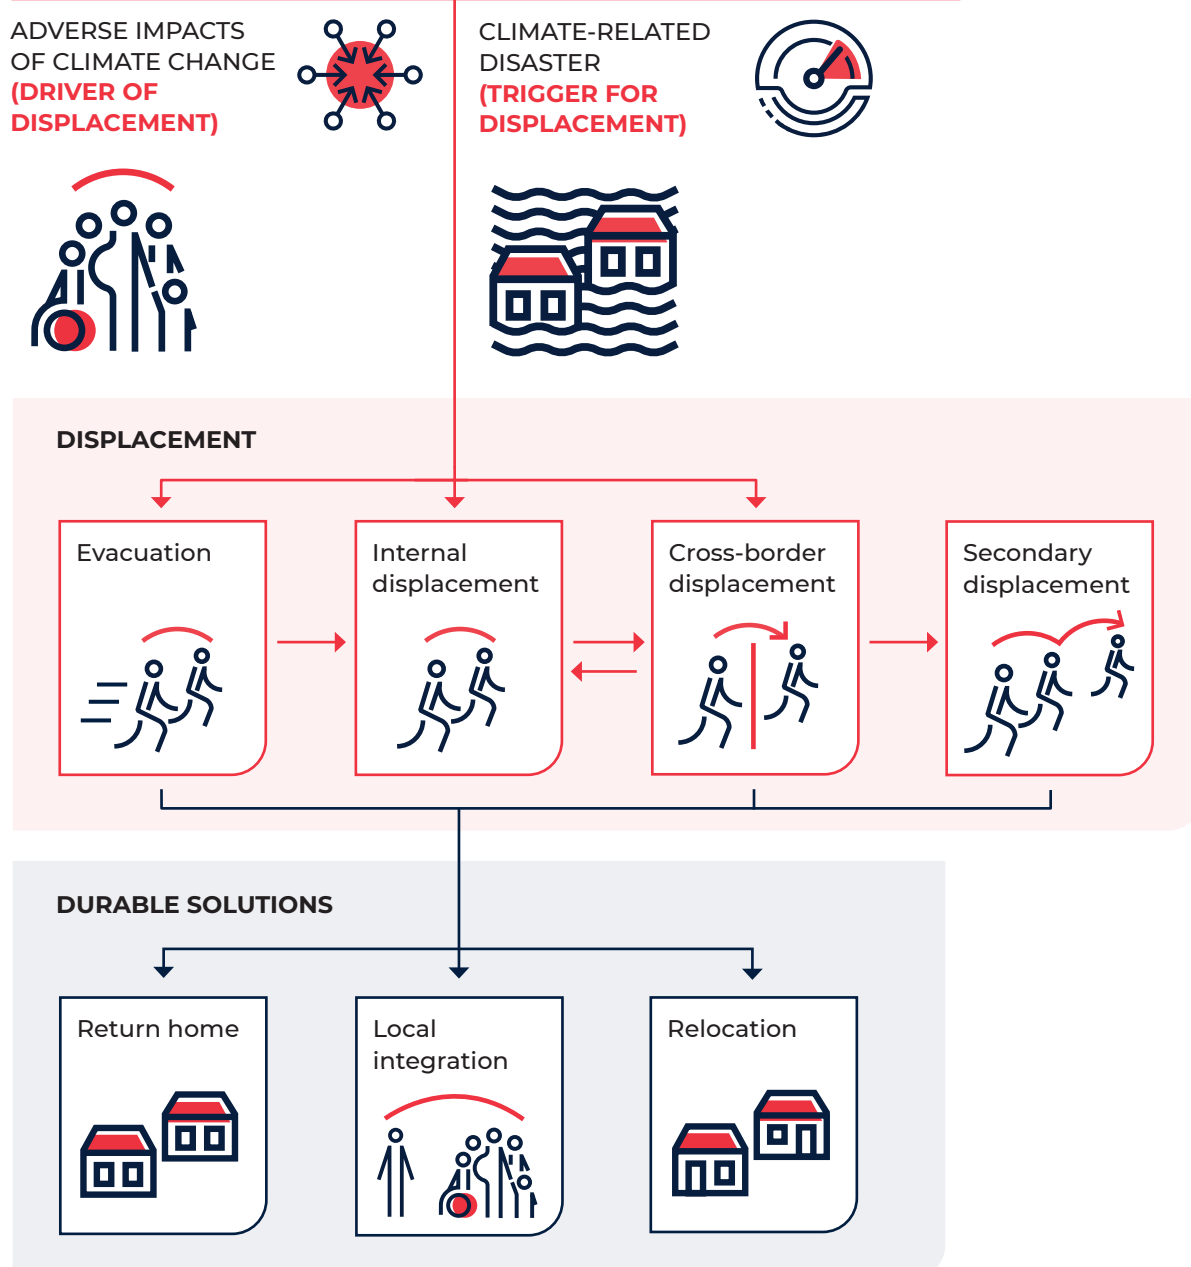 ADVERSE IMPACTS
OF CLIMATE CHANGE
(DRIVER OF
DISPLACEMENT)
CLIMATE-RELATED
DISASTER
(TRIGGER FOR
DISPLACEMENT)
DISPLACEMENT
Evacuation
Internal
displacement
Cross-border
displacement
Secondary
displacement
DURABLE SOLUTIONS
Return home
Local
integration
Relocation